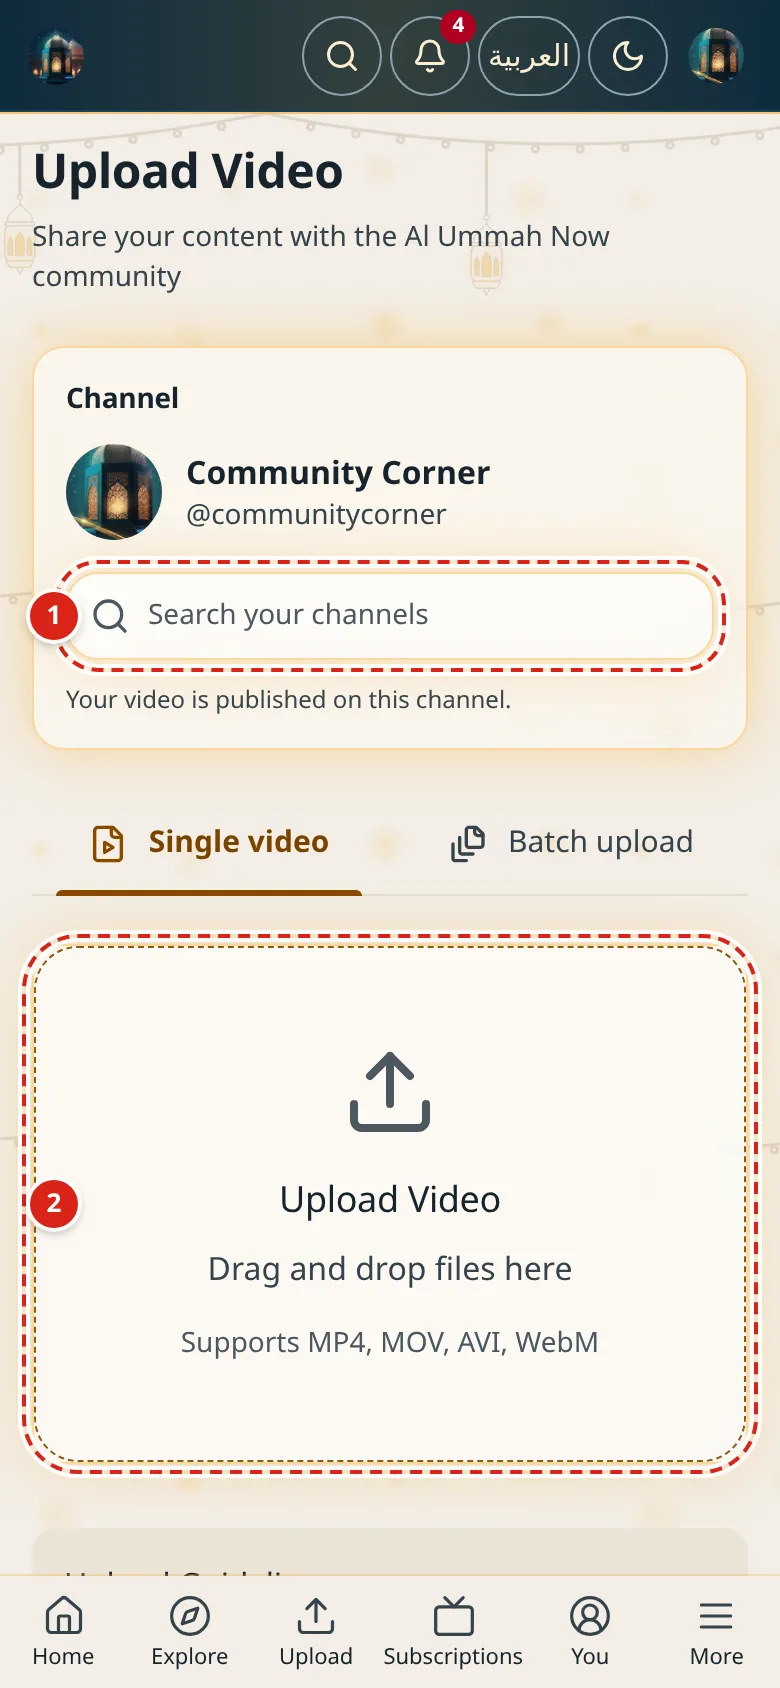 4
العربية
Upload Video
Share your content with the Al Ummah Now
community
Channel
Community Corner
@communitycorner
1
Search your channels
Your video is published on this channel.
Single video
Batch upload
2
Upload Video
Drag and drop files here
Supports MP4, MOV, AVI, WebM
Home
Explore
Upload
Subscriptions
You
More